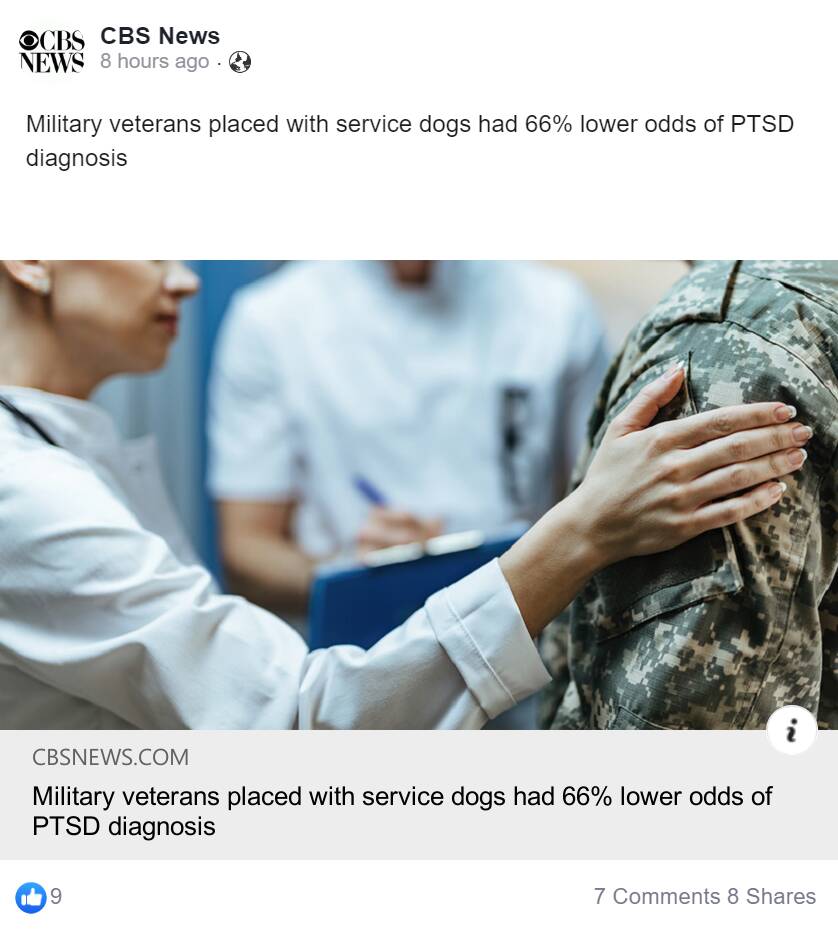 CBS NEWS
CBS News
8 hours ago ·
Military veterans placed with service dogs had 66% lower odds of PTSD
diagnosis
i
CBSNEWS.COM
Military veterans placed with service dogs had 66% lower odds of
PTSD diagnosis
9
7 Comments 8 Shares